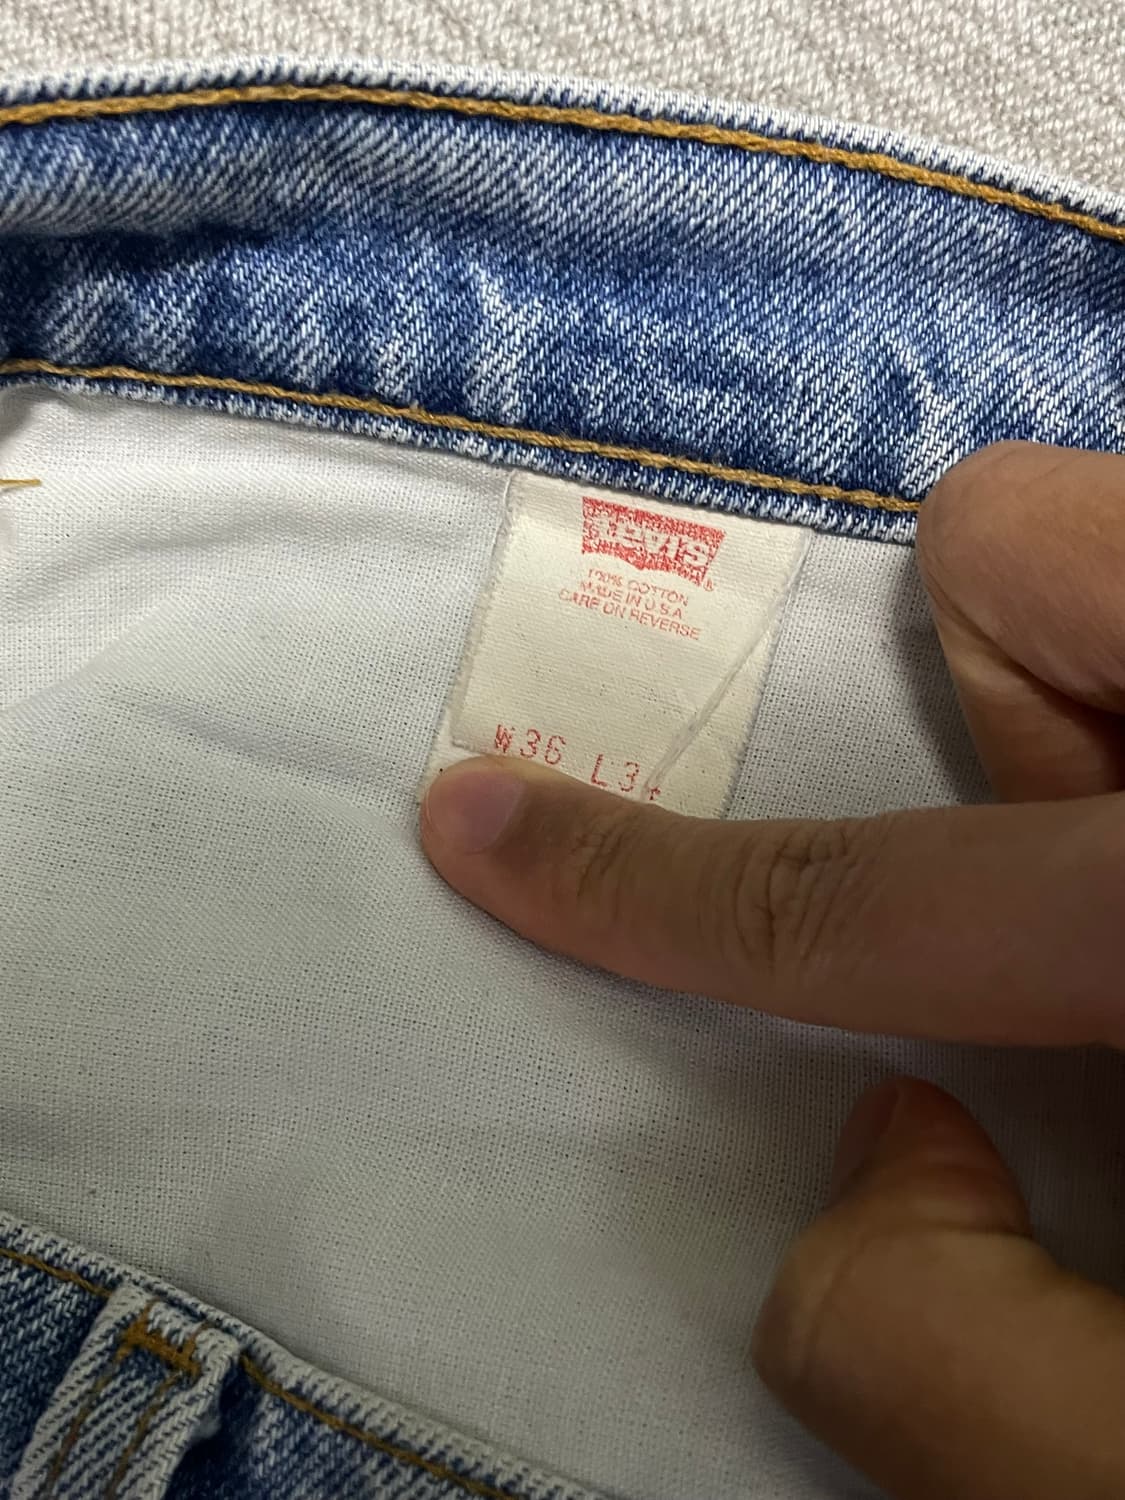 Levi's®
100% COTTON
MADE IN U.S.A.
CARE ON REVERSE
W36